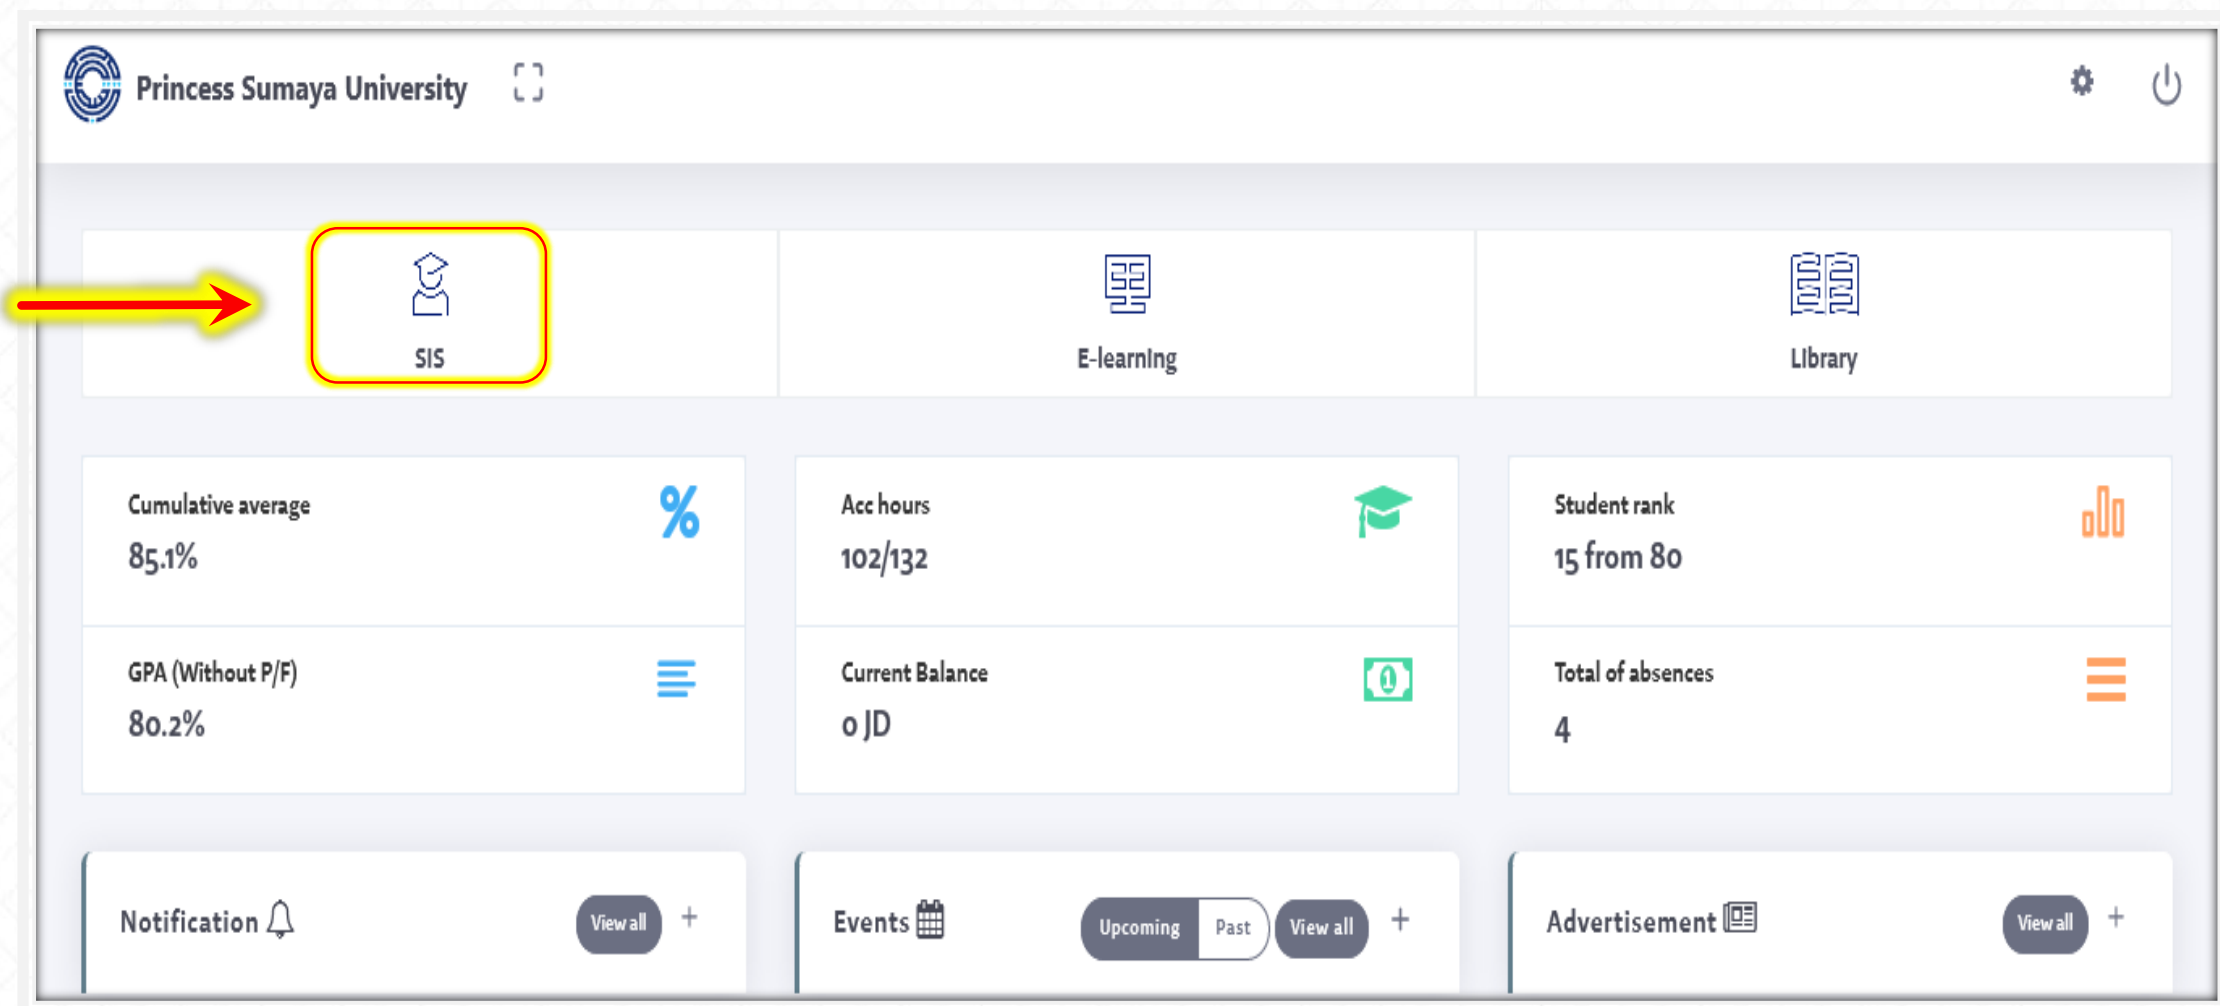 Princess Sumaya University
SIS
E-learning
Library
Cumulative average
85.1%
Acc hours
102/132
Student rank
15 from 80
GPA (Without P/F)
80.2%
Current Balance
0 JD
Total of absences
4
Notification
View all +
Events
Upcoming Past View all +
Advertisement
View all +